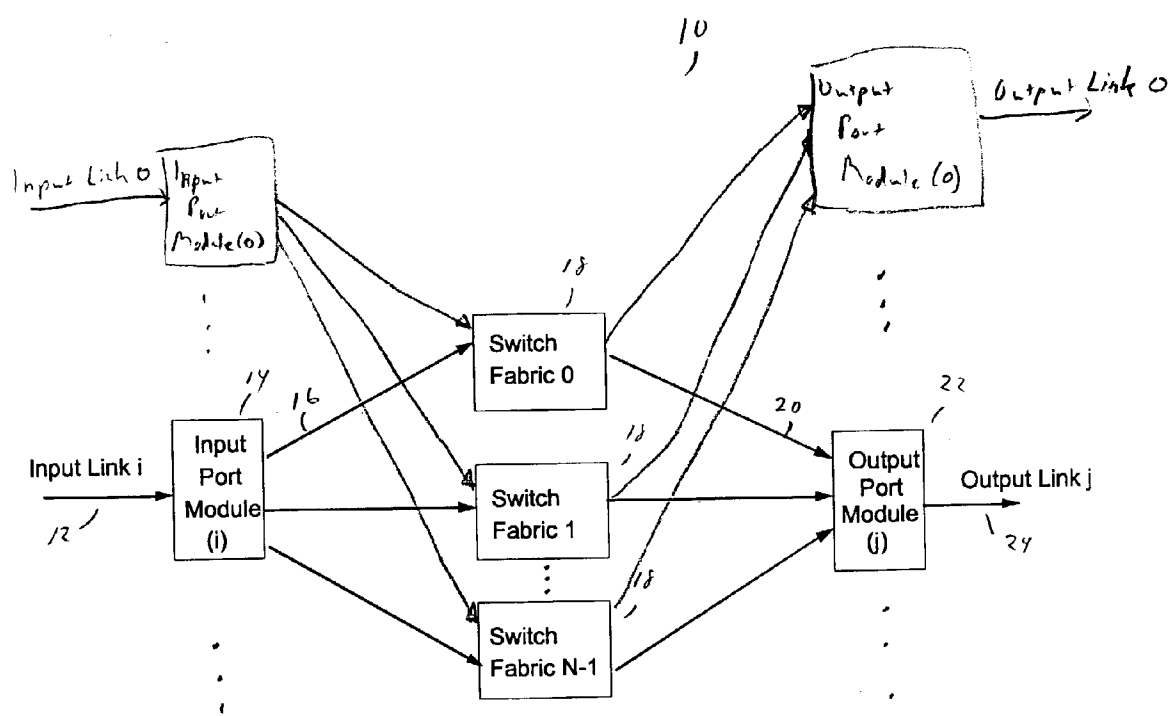 10
Output Link 0
Output
Port
Module (0)
Input Link 0
Input
Port
Module (0)
18
Switch
Fabric 0
14
16
20
22
Input Link i
12
Input
Port
Module
(i)
18
Switch
Fabric 1
Output
Port
Module
(j)
Output Link j
24
18
Switch
Fabric N-1